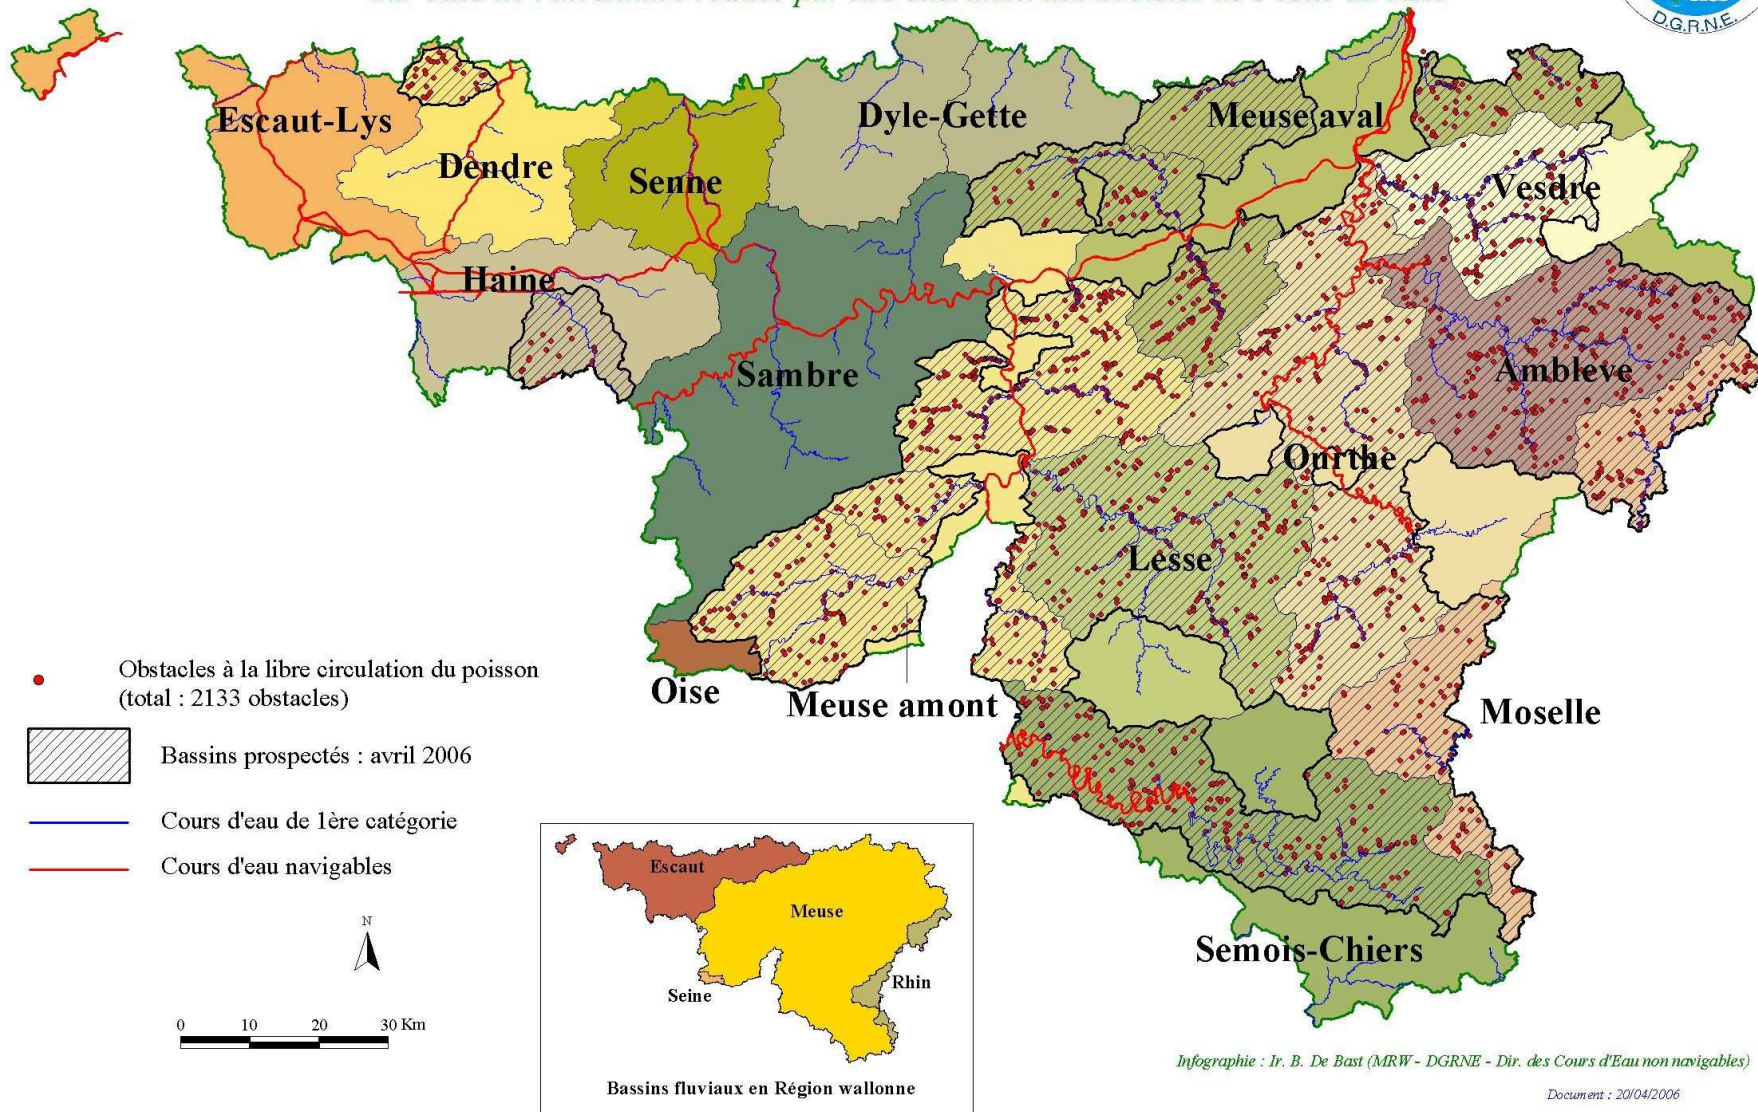 D.G.R.N.E.
Escaut-Lys
Dendre
Senne
Dyle-Gette
Meuse aval
Vesdre
Haine
Sambre
Amblève
Ourthe
Lesse
Oise
Meuse amont
Moselle
Semois-Chiers
Obstacles à la libre circulation du poisson
(total : 2133 obstacles)
Bassins prospectés : avril 2006
Cours d'eau de 1ère catégorie
Cours d'eau navigables
N
0 10 20 30 Km
Escaut
Meuse
Rhin
Seine
Bassins fluviaux en Région wallonne
Infographie : Ir. B. De Bast (MRW - DGRNE - Dir. des Cours d'Eau non navigables)
Document : 20/04/2006